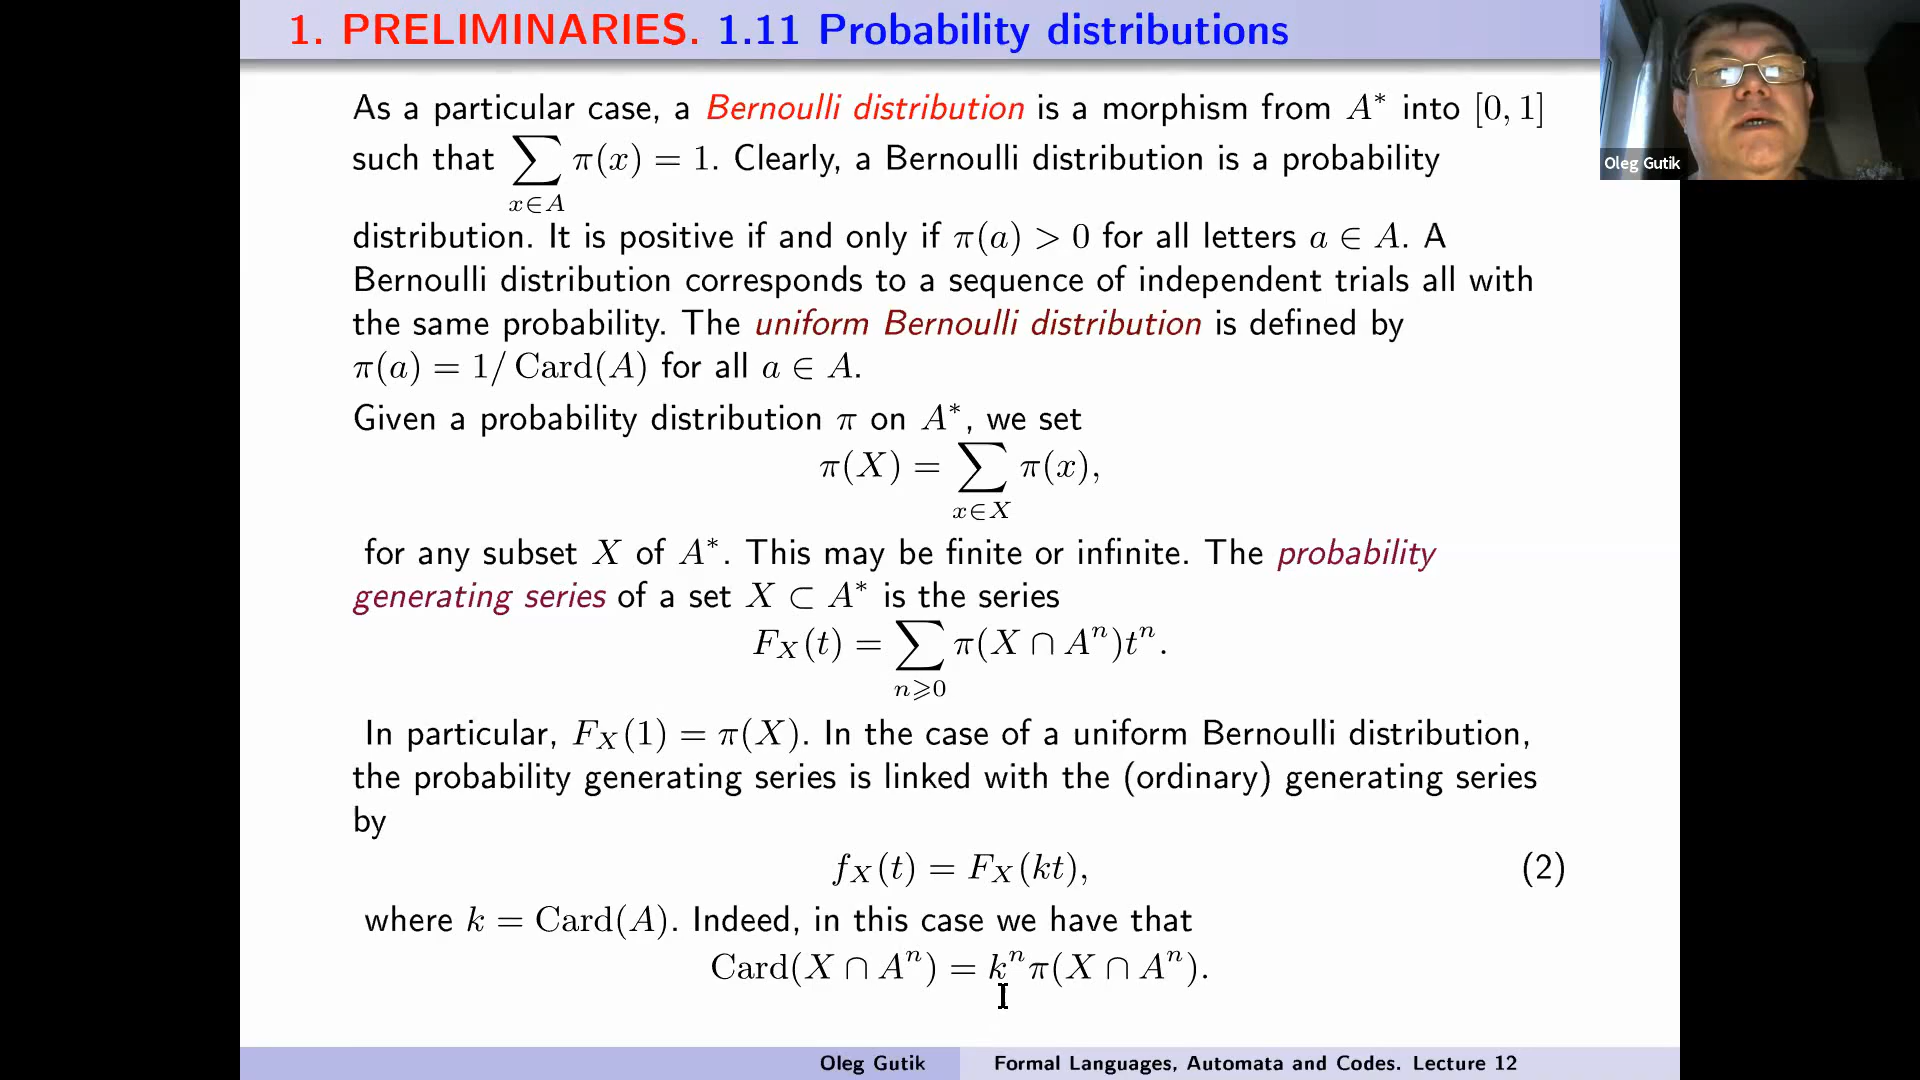 1. PRELIMINARIES. 1.11 Probability distributions
As a particular case, a Bernoulli distribution is a morphism from A* into [0, 1]
such that ∑_{x∈A} π(x) = 1. Clearly, a Bernoulli distribution is a probability
distribution. It is positive if and only if π(a) > 0 for all letters a ∈ A. A
Bernoulli distribution corresponds to a sequence of independent trials all with
the same probability. The uniform Bernoulli distribution is defined by
π(a) = 1/ Card(A) for all a ∈ A.
Given a probability distribution π on A*, we set
π(X) = ∑_{x∈X} π(x),
for any subset X of A*. This may be finite or infinite. The probability
generating series of a set X ⊂ A* is the series
F_X(t) = ∑_{n⩾0} π(X ∩ Aⁿ)tⁿ.
In particular, F_X(1) = π(X). In the case of a uniform Bernoulli distribution,
the probability generating series is linked with the (ordinary) generating series
by
f_X(t) = F_X(kt), (2)
where k = Card(A). Indeed, in this case we have that
Card(X ∩ Aⁿ) = kⁿπ(X ∩ Aⁿ).
Oleg Gutik Formal Languages, Automata and Codes. Lecture 12
Oleg Gutik